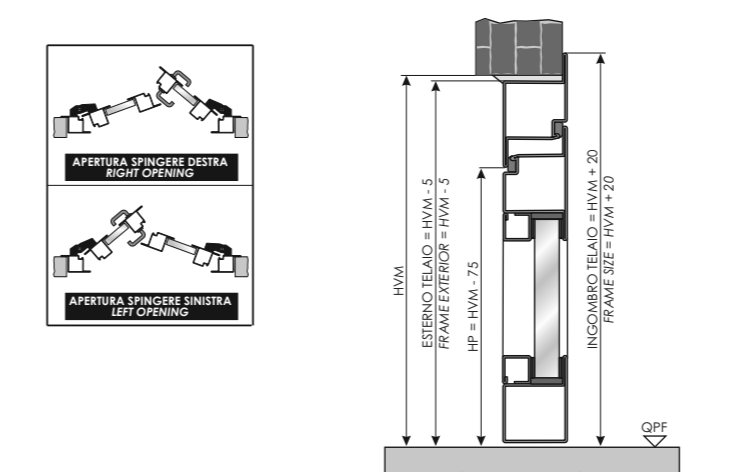 APERTURA SPINGERE DESTRA
RIGHT OPENING
APERTURA SPINGERE SINISTRA
LEFT OPENING
HVM
ESTERNO TELAIO = HVM - 5
FRAME EXTERIOR = HVM - 5
HP = HVM - 75
INGOMBRO TELAIO = HVM + 20
FRAME SIZE = HVM + 20
QPF